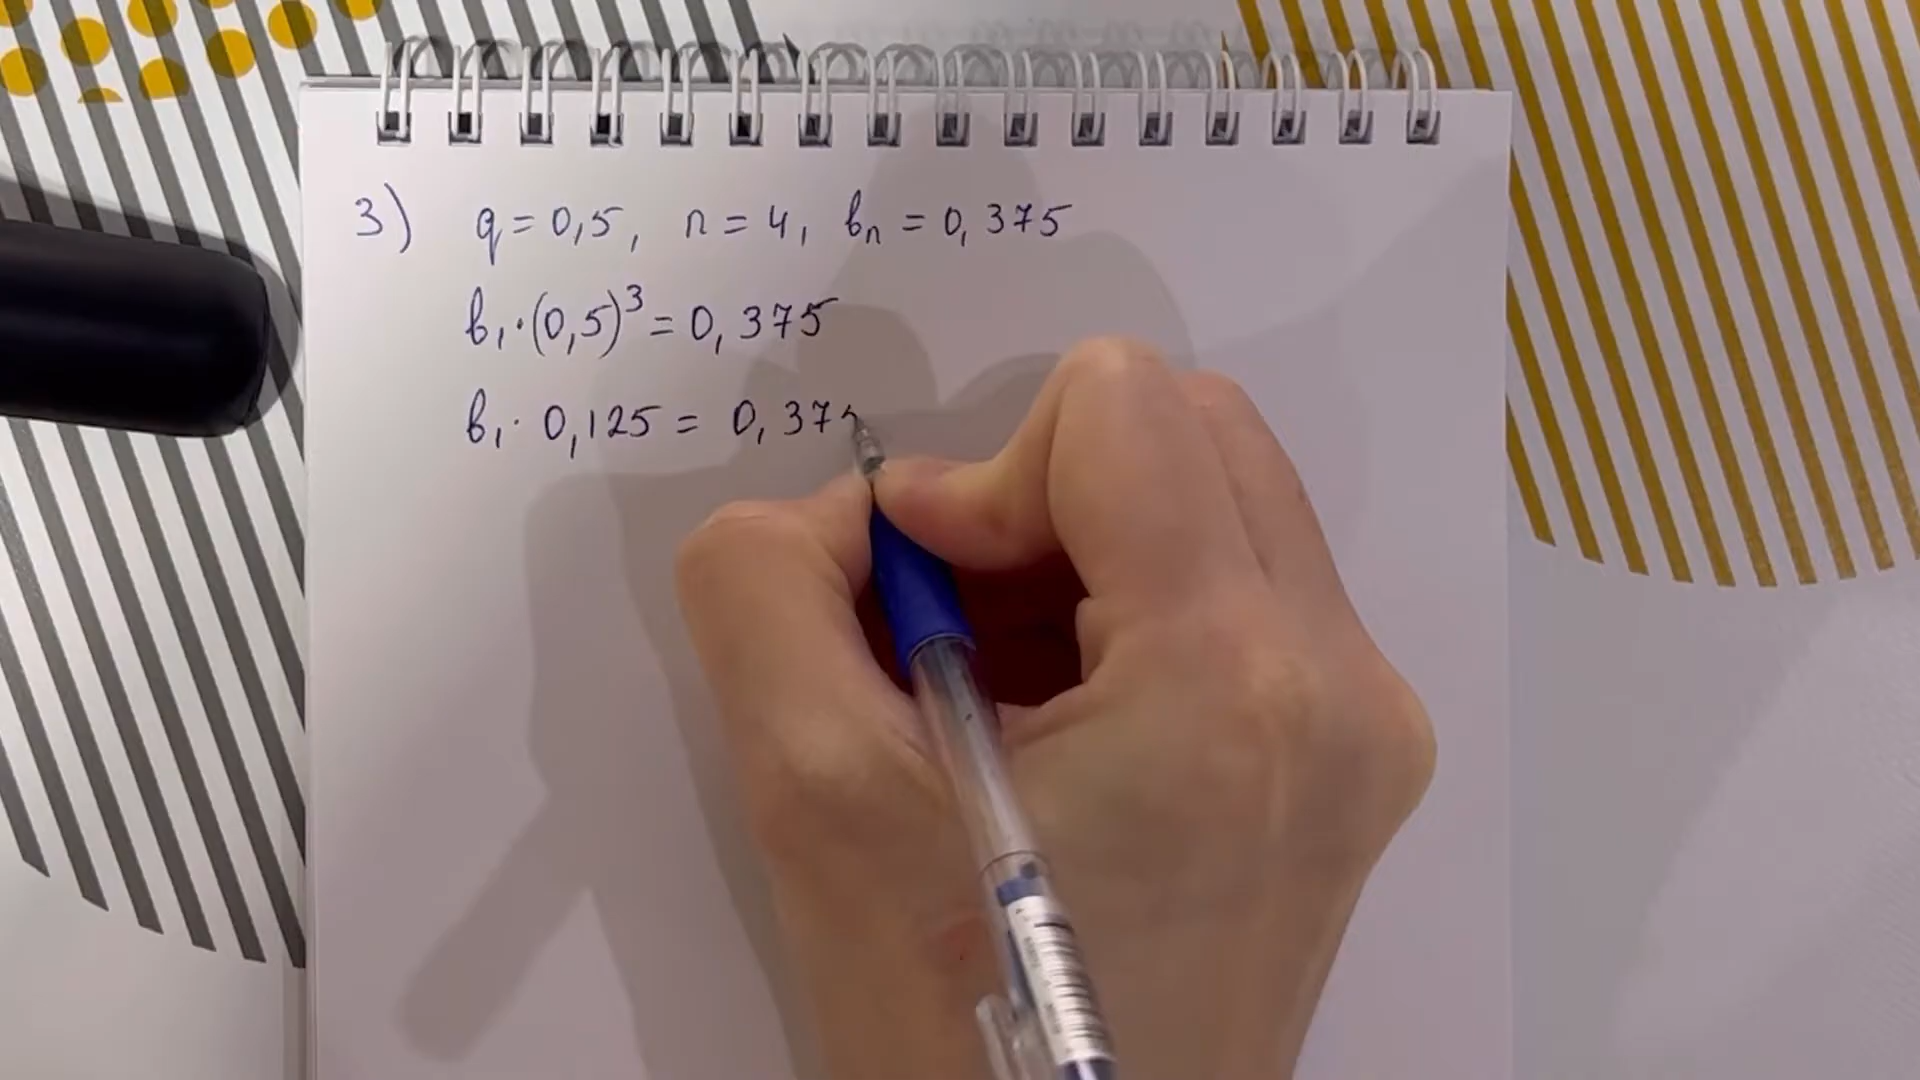 3) q = 0,5, n = 4, bₙ = 0,375
b₁·(0,5)³ = 0,375
b₁· 0,125 = 0,37